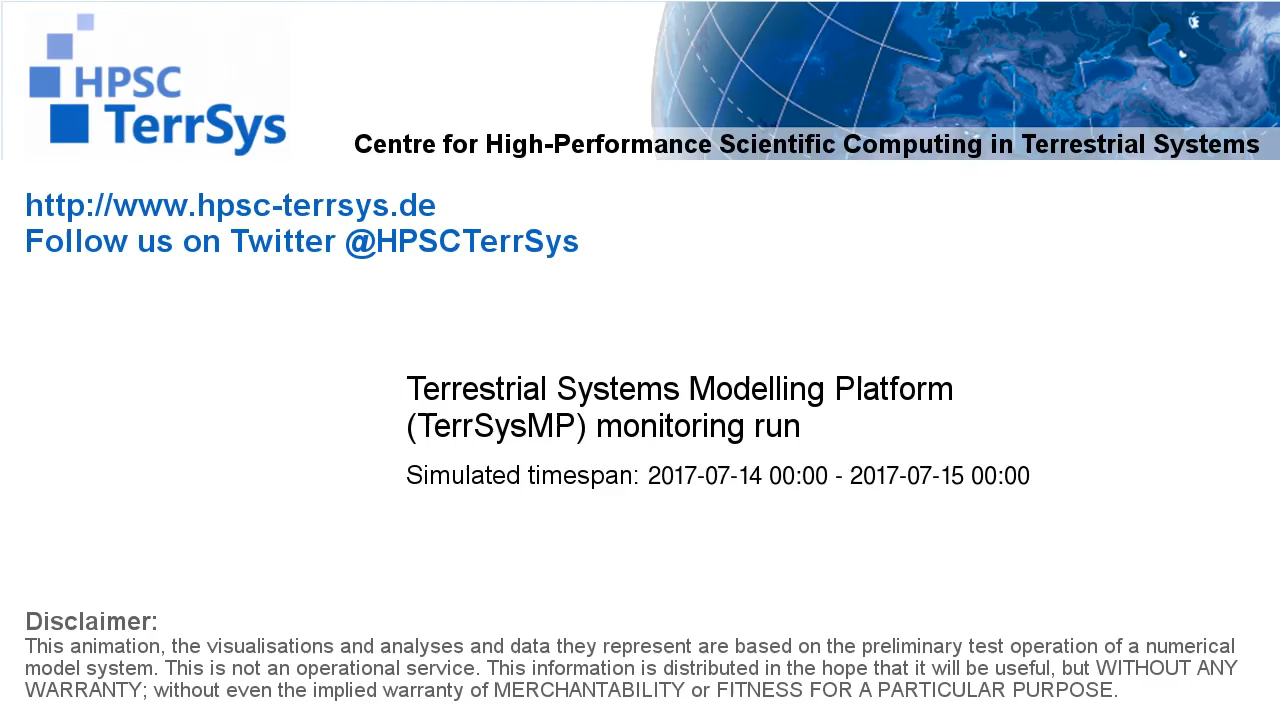 HPSC
TerrSys
Centre for High-Performance Scientific Computing in Terrestrial Systems
http://www.hpsc-terrsys.de
Follow us on Twitter @HPSCTerrSys
Terrestrial Systems Modelling Platform
(TerrSysMP) monitoring run
Simulated timespan: 2017-07-14 00:00 - 2017-07-15 00:00
Disclaimer:
This animation, the visualisations and analyses and data they represent are based on the preliminary test operation of a numerical
model system. This is not an operational service. This information is distributed in the hope that it will be useful, but WITHOUT ANY
WARRANTY; without even the implied warranty of MERCHANTABILITY or FITNESS FOR A PARTICULAR PURPOSE.